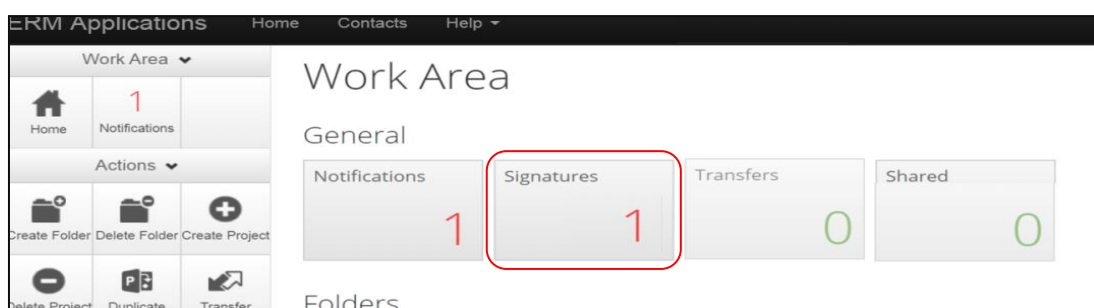 ERM Applications Home Contacts Help
Work Area
1
Home Notifications
Actions
Create Folder Delete Folder Create Project
Delete Project Duplicate Transfer
Work Area
General
Notifications Signatures Transfers Shared
1 1 0 0
Folders